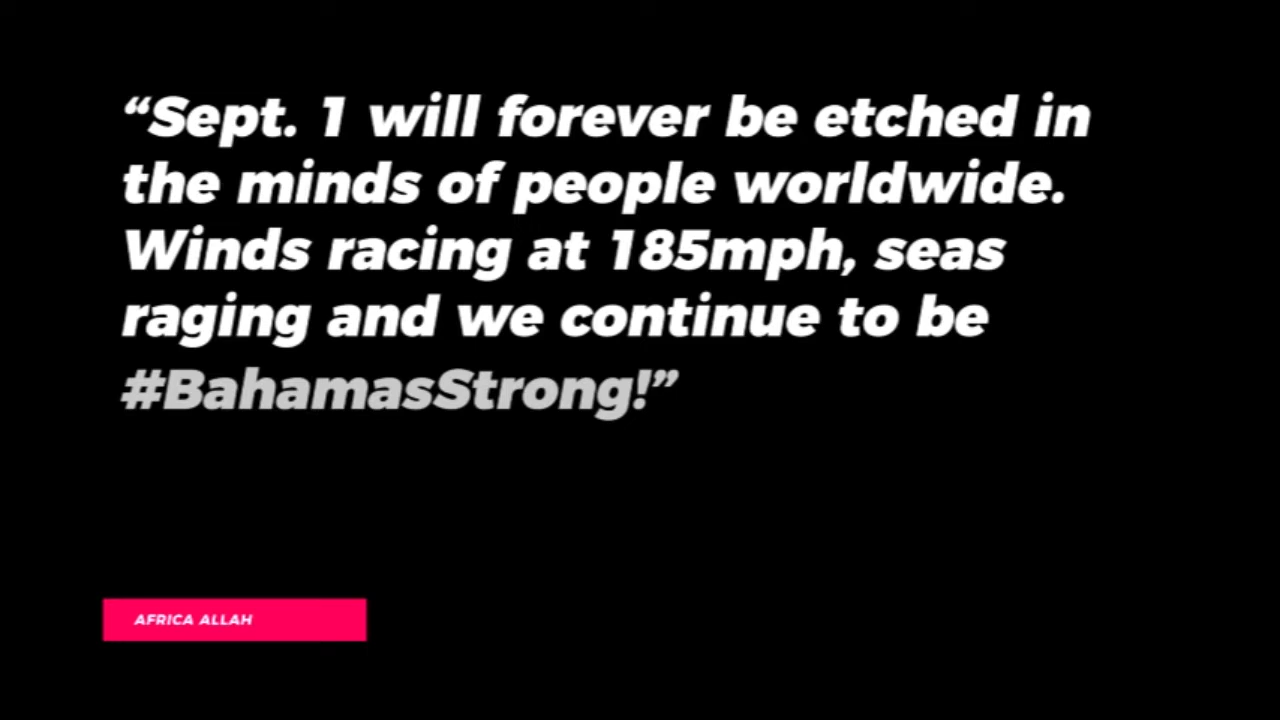 “Sept. 1 will forever be etched in
the minds of people worldwide.
Winds racing at 185mph, seas
raging and we continue to be
#BahamasStrong!”
AFRICA ALLAH